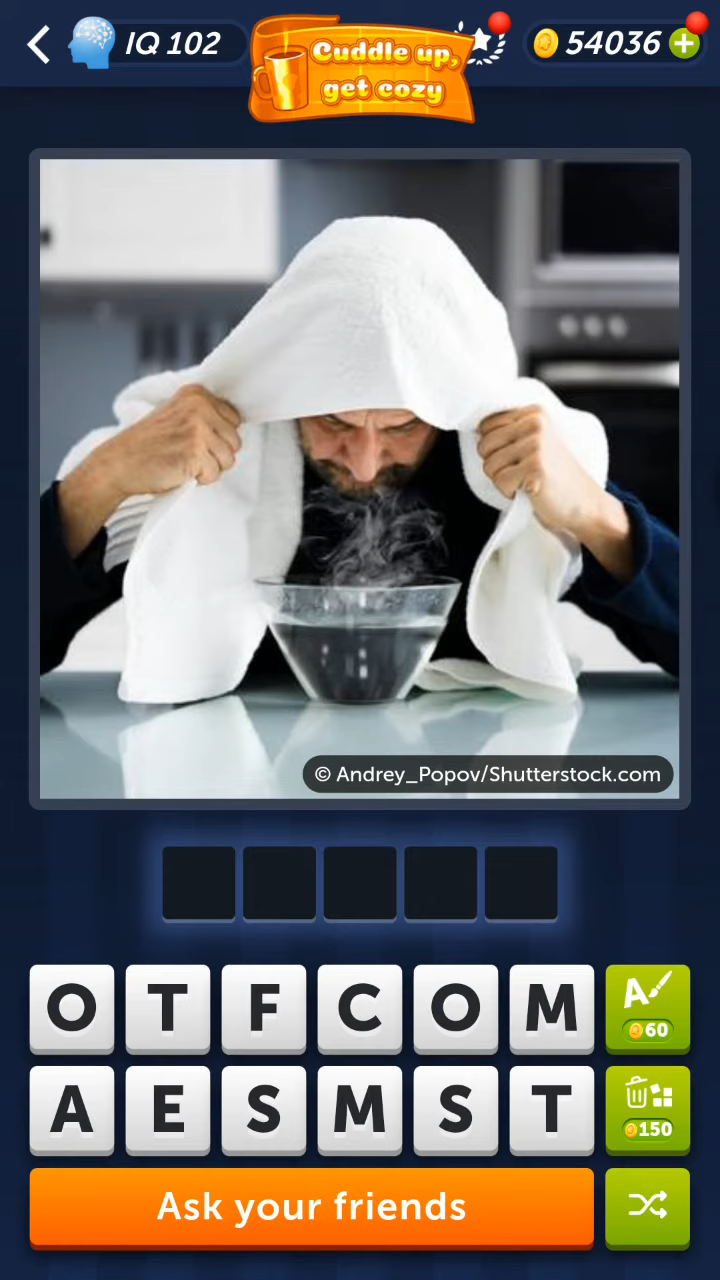 IQ 102
Cuddle up,
get cozy
54036
© Andrey_Popov/Shutterstock.com
O T F C O M
A
60
A E S M S T
150
Ask your friends